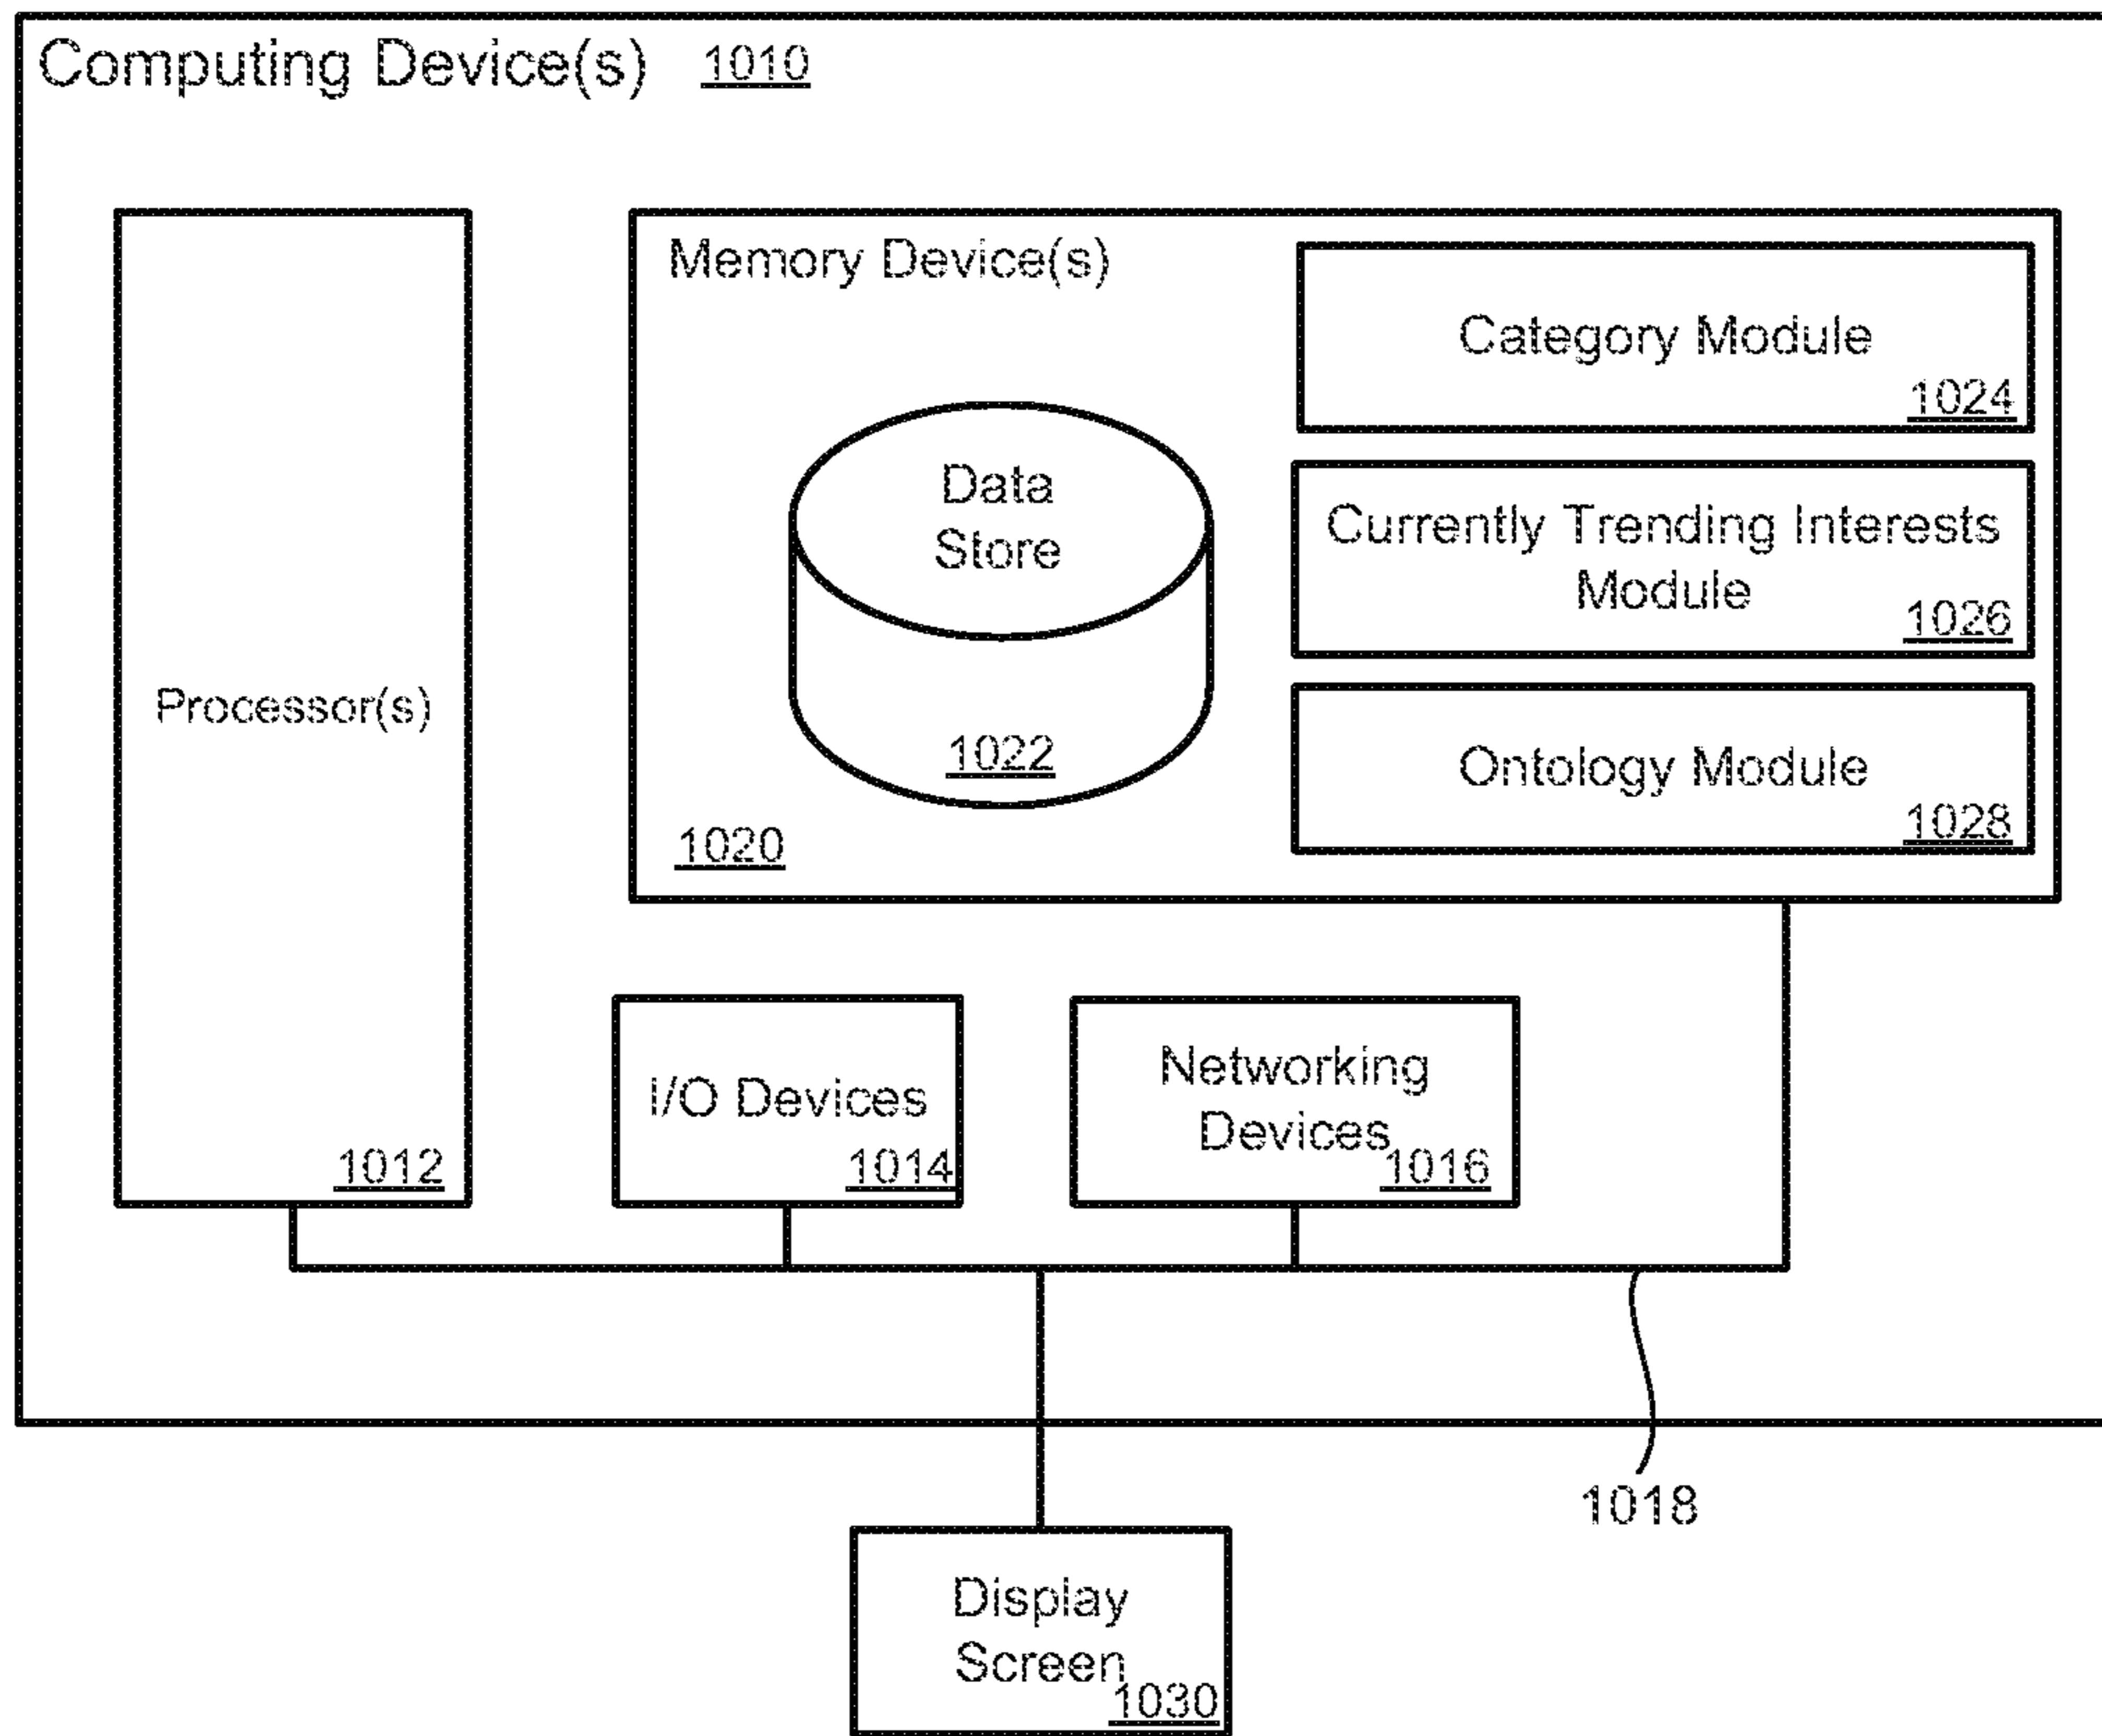 Computing Device(s) 1010
Processor(s)
1012
Memory Device(s)
Data
Store
1022
1020
Category Module
1024
Currently Trending Interests
Module
1026
Ontology Module
1028
I/O Devices
1014
Networking
Devices
1016
1018
Display
Screen
1030